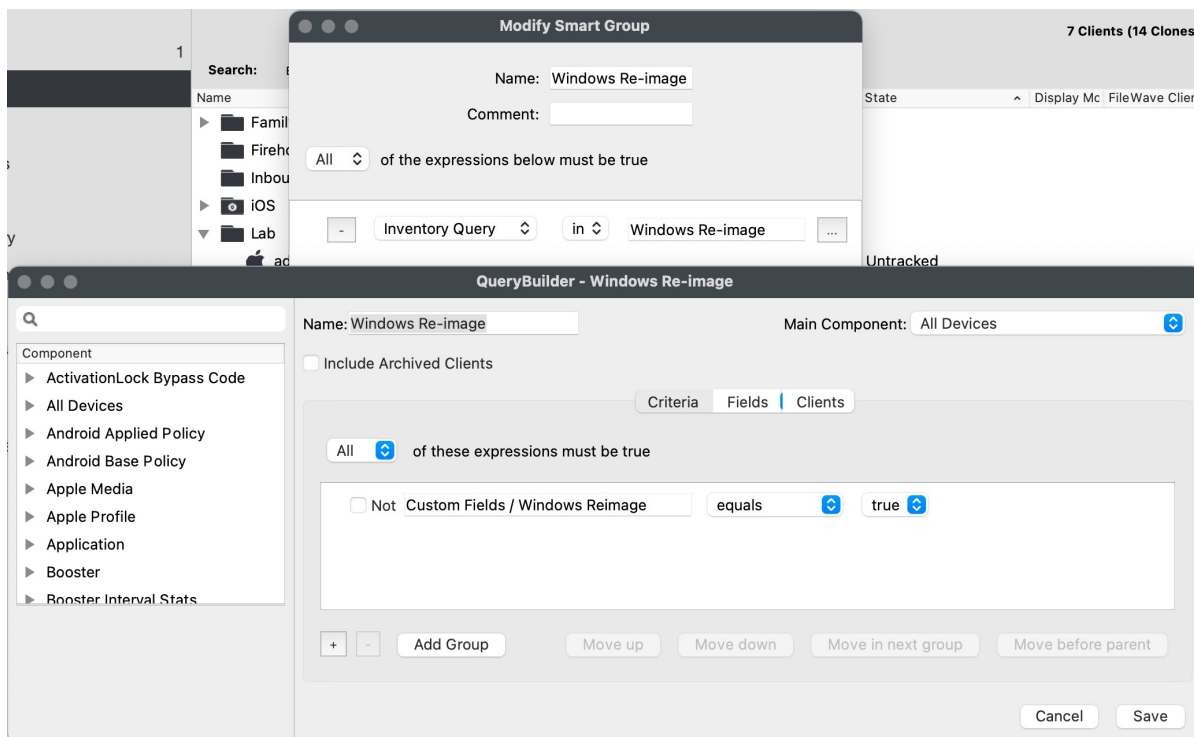 Modify Smart Group
7 Clients (14 Clones
1
Search:
Name: Windows Re-image
Name
State
Display Mc
FileWave Clier
Comment:
Famil
Fireho
All of the expressions below must be true
Inbou
iOS
- Inventory Query in Windows Re-image ...
y
Lab
ad
Untracked
QueryBuilder - Windows Re-image
Name: Windows Re-image
Main Component: All Devices
Component
Include Archived Clients
ActivationLock Bypass Code
All Devices
Android Applied Policy
Android Base Policy
Apple Media
Apple Profile
Application
Booster
Booster Interval Stats
Criteria Fields Clients
All of these expressions must be true
Not Custom Fields / Windows Reimage equals true
+ - Add Group Move up Move down Move in next group Move before parent
Cancel Save